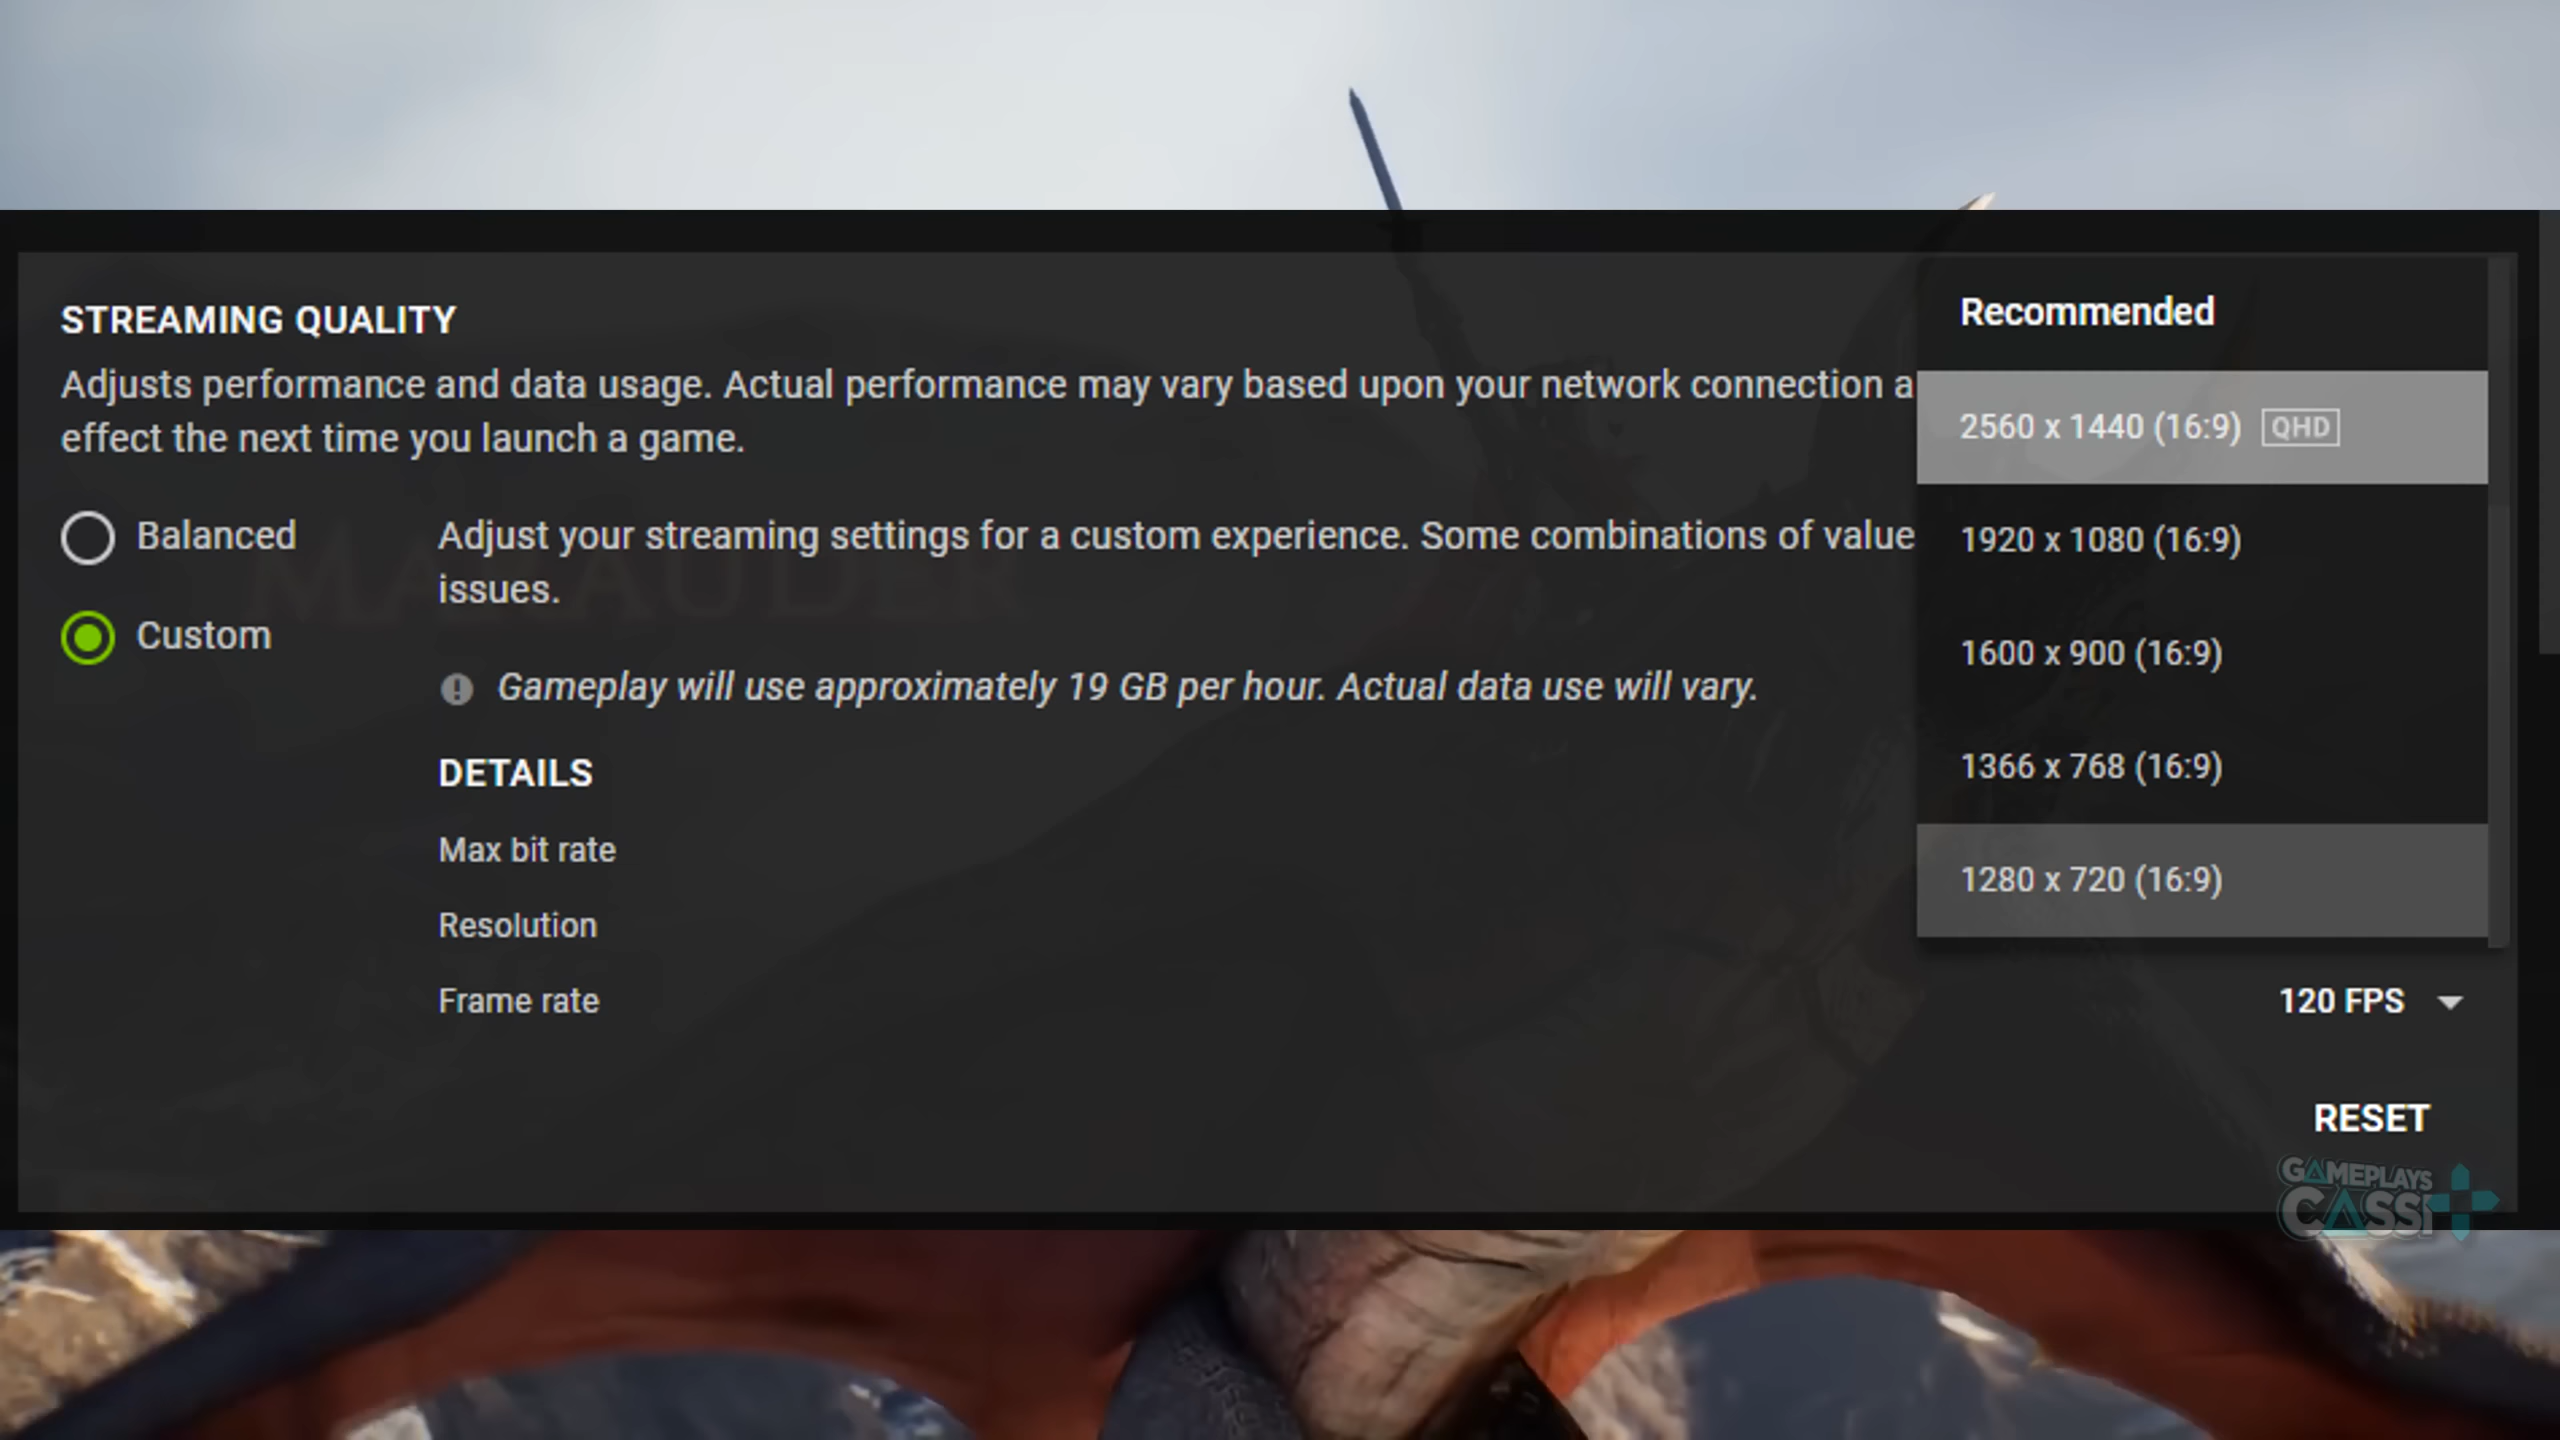 STREAMING QUALITY
Adjusts performance and data usage. Actual performance may vary based upon your network connection a
effect the next time you launch a game.
Balanced
Custom
Adjust your streaming settings for a custom experience. Some combinations of value
issues.
Gameplay will use approximately 19 GB per hour. Actual data use will vary.
DETAILS
Max bit rate
Resolution
Frame rate
Recommended
2560 x 1440 (16:9) QHD
1920 x 1080 (16:9)
1600 x 900 (16:9)
1366 x 768 (16:9)
1280 x 720 (16:9)
120 FPS
RESET
MARAUDER
GAMEPLAYS
CASSI